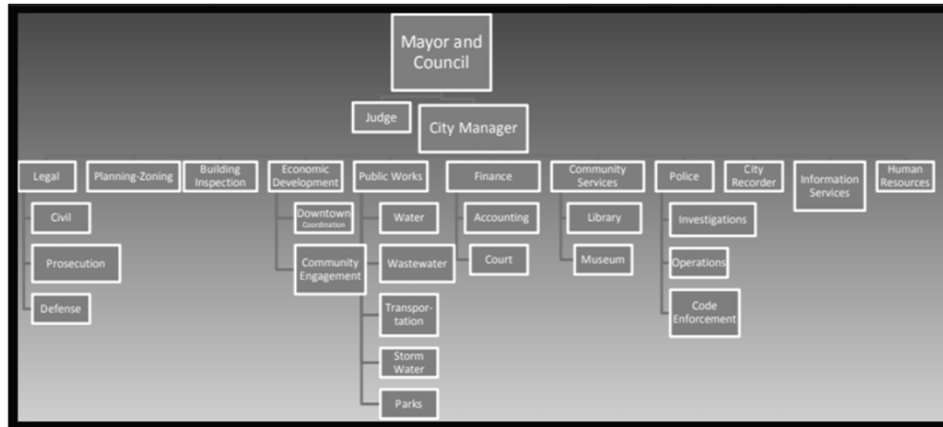 Mayor and
Council
Judge
City Manager
Legal
Planning-Zoning
Building
Inspection
Economic
Development
Public Works
Finance
Community
Services
Police
City
Recorder
Information
Services
Human
Resources
Civil
Prosecution
Defense
Downtown
Coordination
Community
Engagement
Water
Wastewater
Transpor-
tation
Storm
Water
Parks
Accounting
Court
Library
Museum
Investigations
Operations
Code
Enforcement